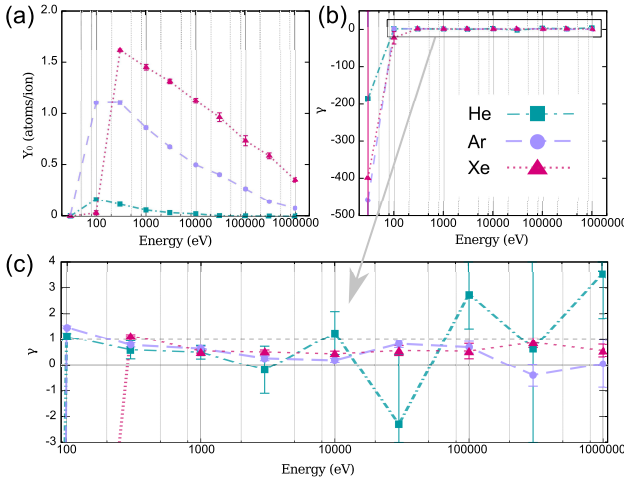 (a)
2.0
1.5
1.0
0.5
0
Y₀ (atoms/ion)
100 1000 10000 100000 1000000
Energy (eV)
(b)
0
-100
-200
-300
-400
-500
γ
He
Ar
Xe
100 1000 10000 100000 1000000
Energy (eV)
(c)
4
3
2
1
0
-1
-2
-3
γ
100 1000 10000 100000 1000000
Energy (eV)